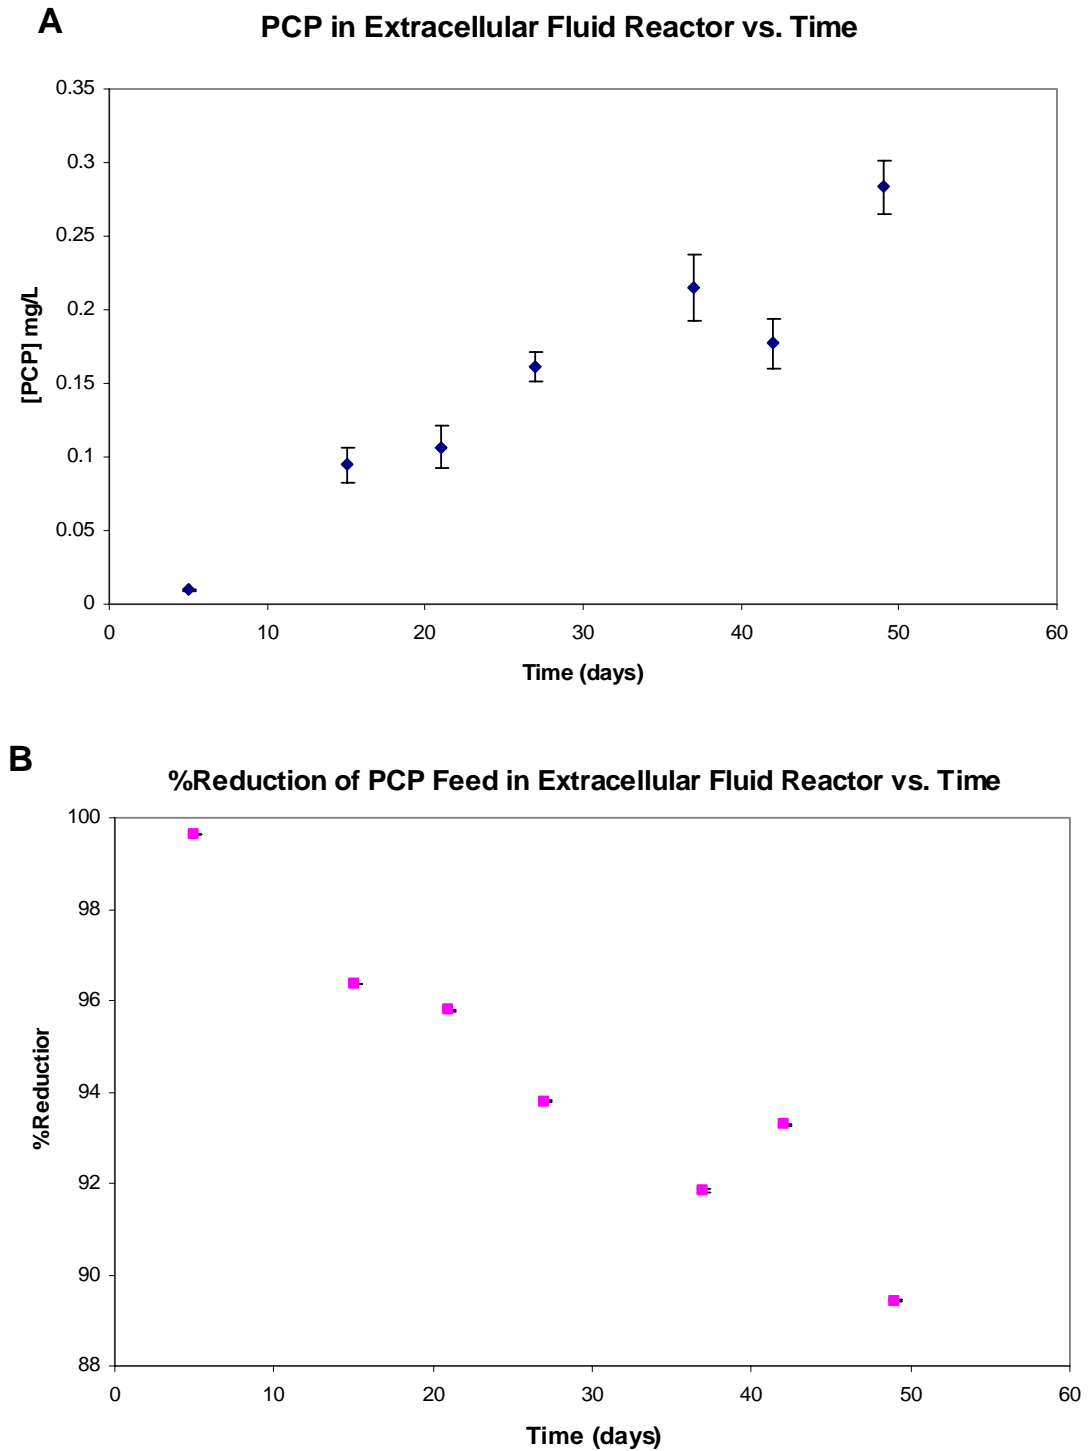 A
PCP in Extracellular Fluid Reactor vs. Time
0.35
0.3
0.25
0.2
0.15
0.1
0.05
0
[PCP] mg/L
0 10 20 30 40 50 60
Time (days)
B
%Reduction of PCP Feed in Extracellular Fluid Reactor vs. Time
100
98
96
94
92
90
88
%Reductior
0 10 20 30 40 50 60
Time (days)